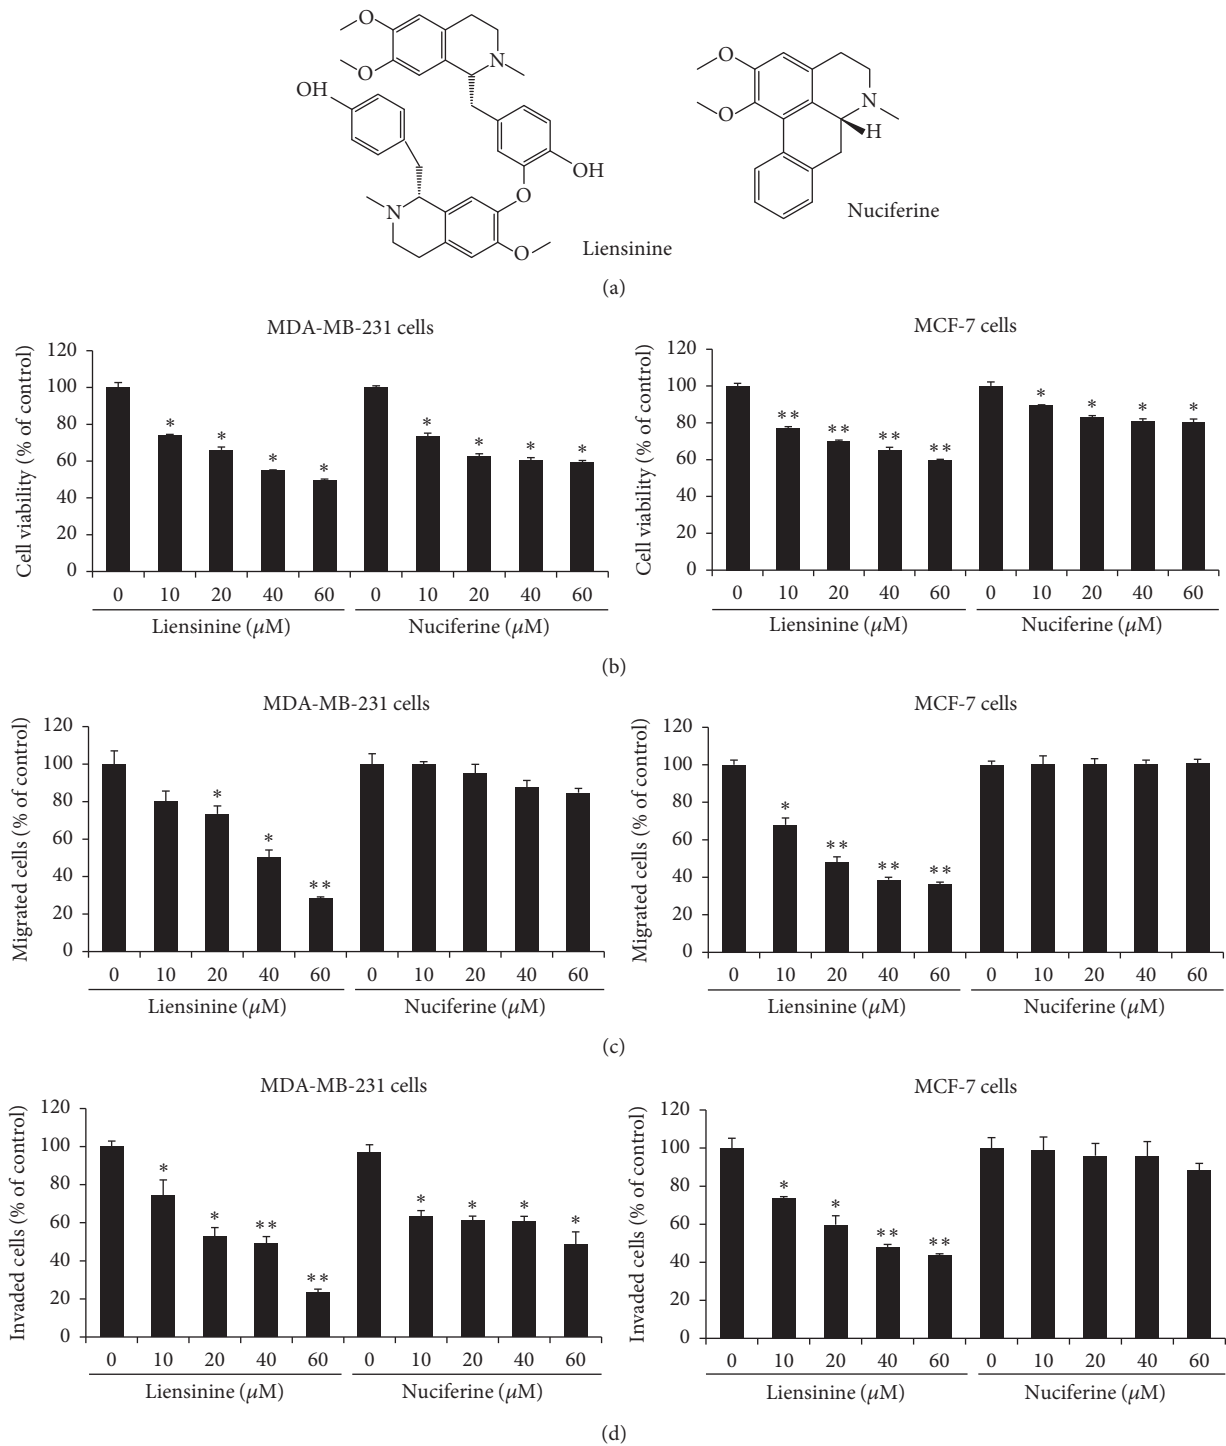 O
O
N
OH
OH
O
N
O
Liensinine
O
O
N
H
Nuciferine
(a)
MDA-MB-231 cells
Cell viability (% of control)
120
100
80
60
40
20
0
* * * * * * * *
0 10 20 40 60 0 10 20 40 60
Liensinine (μM) Nuciferine (μM)
MCF-7 cells
Cell viability (% of control)
120
100
80
60
40
20
0
** ** ** ** * * * *
0 10 20 40 60 0 10 20 40 60
Liensinine (μM) Nuciferine (μM)
(b)
MDA-MB-231 cells
Migrated cells (% of control)
120
100
80
60
40
20
0
* * **
0 10 20 40 60 0 10 20 40 60
Liensinine (μM) Nuciferine (μM)
MCF-7 cells
Migrated cells (% of control)
120
100
80
60
40
20
0
* ** ** **
0 10 20 40 60 0 10 20 40 60
Liensinine (μM) Nuciferine (μM)
(c)
MDA-MB-231 cells
Invaded cells (% of control)
120
100
80
60
40
20
0
* * ** ** * * * *
0 10 20 40 60 0 10 20 40 60
Liensinine (μM) Nuciferine (μM)
MCF-7 cells
Invaded cells (% of control)
120
100
80
60
40
20
0
* * ** **
0 10 20 40 60 0 10 20 40 60
Liensinine (μM) Nuciferine (μM)
(d)